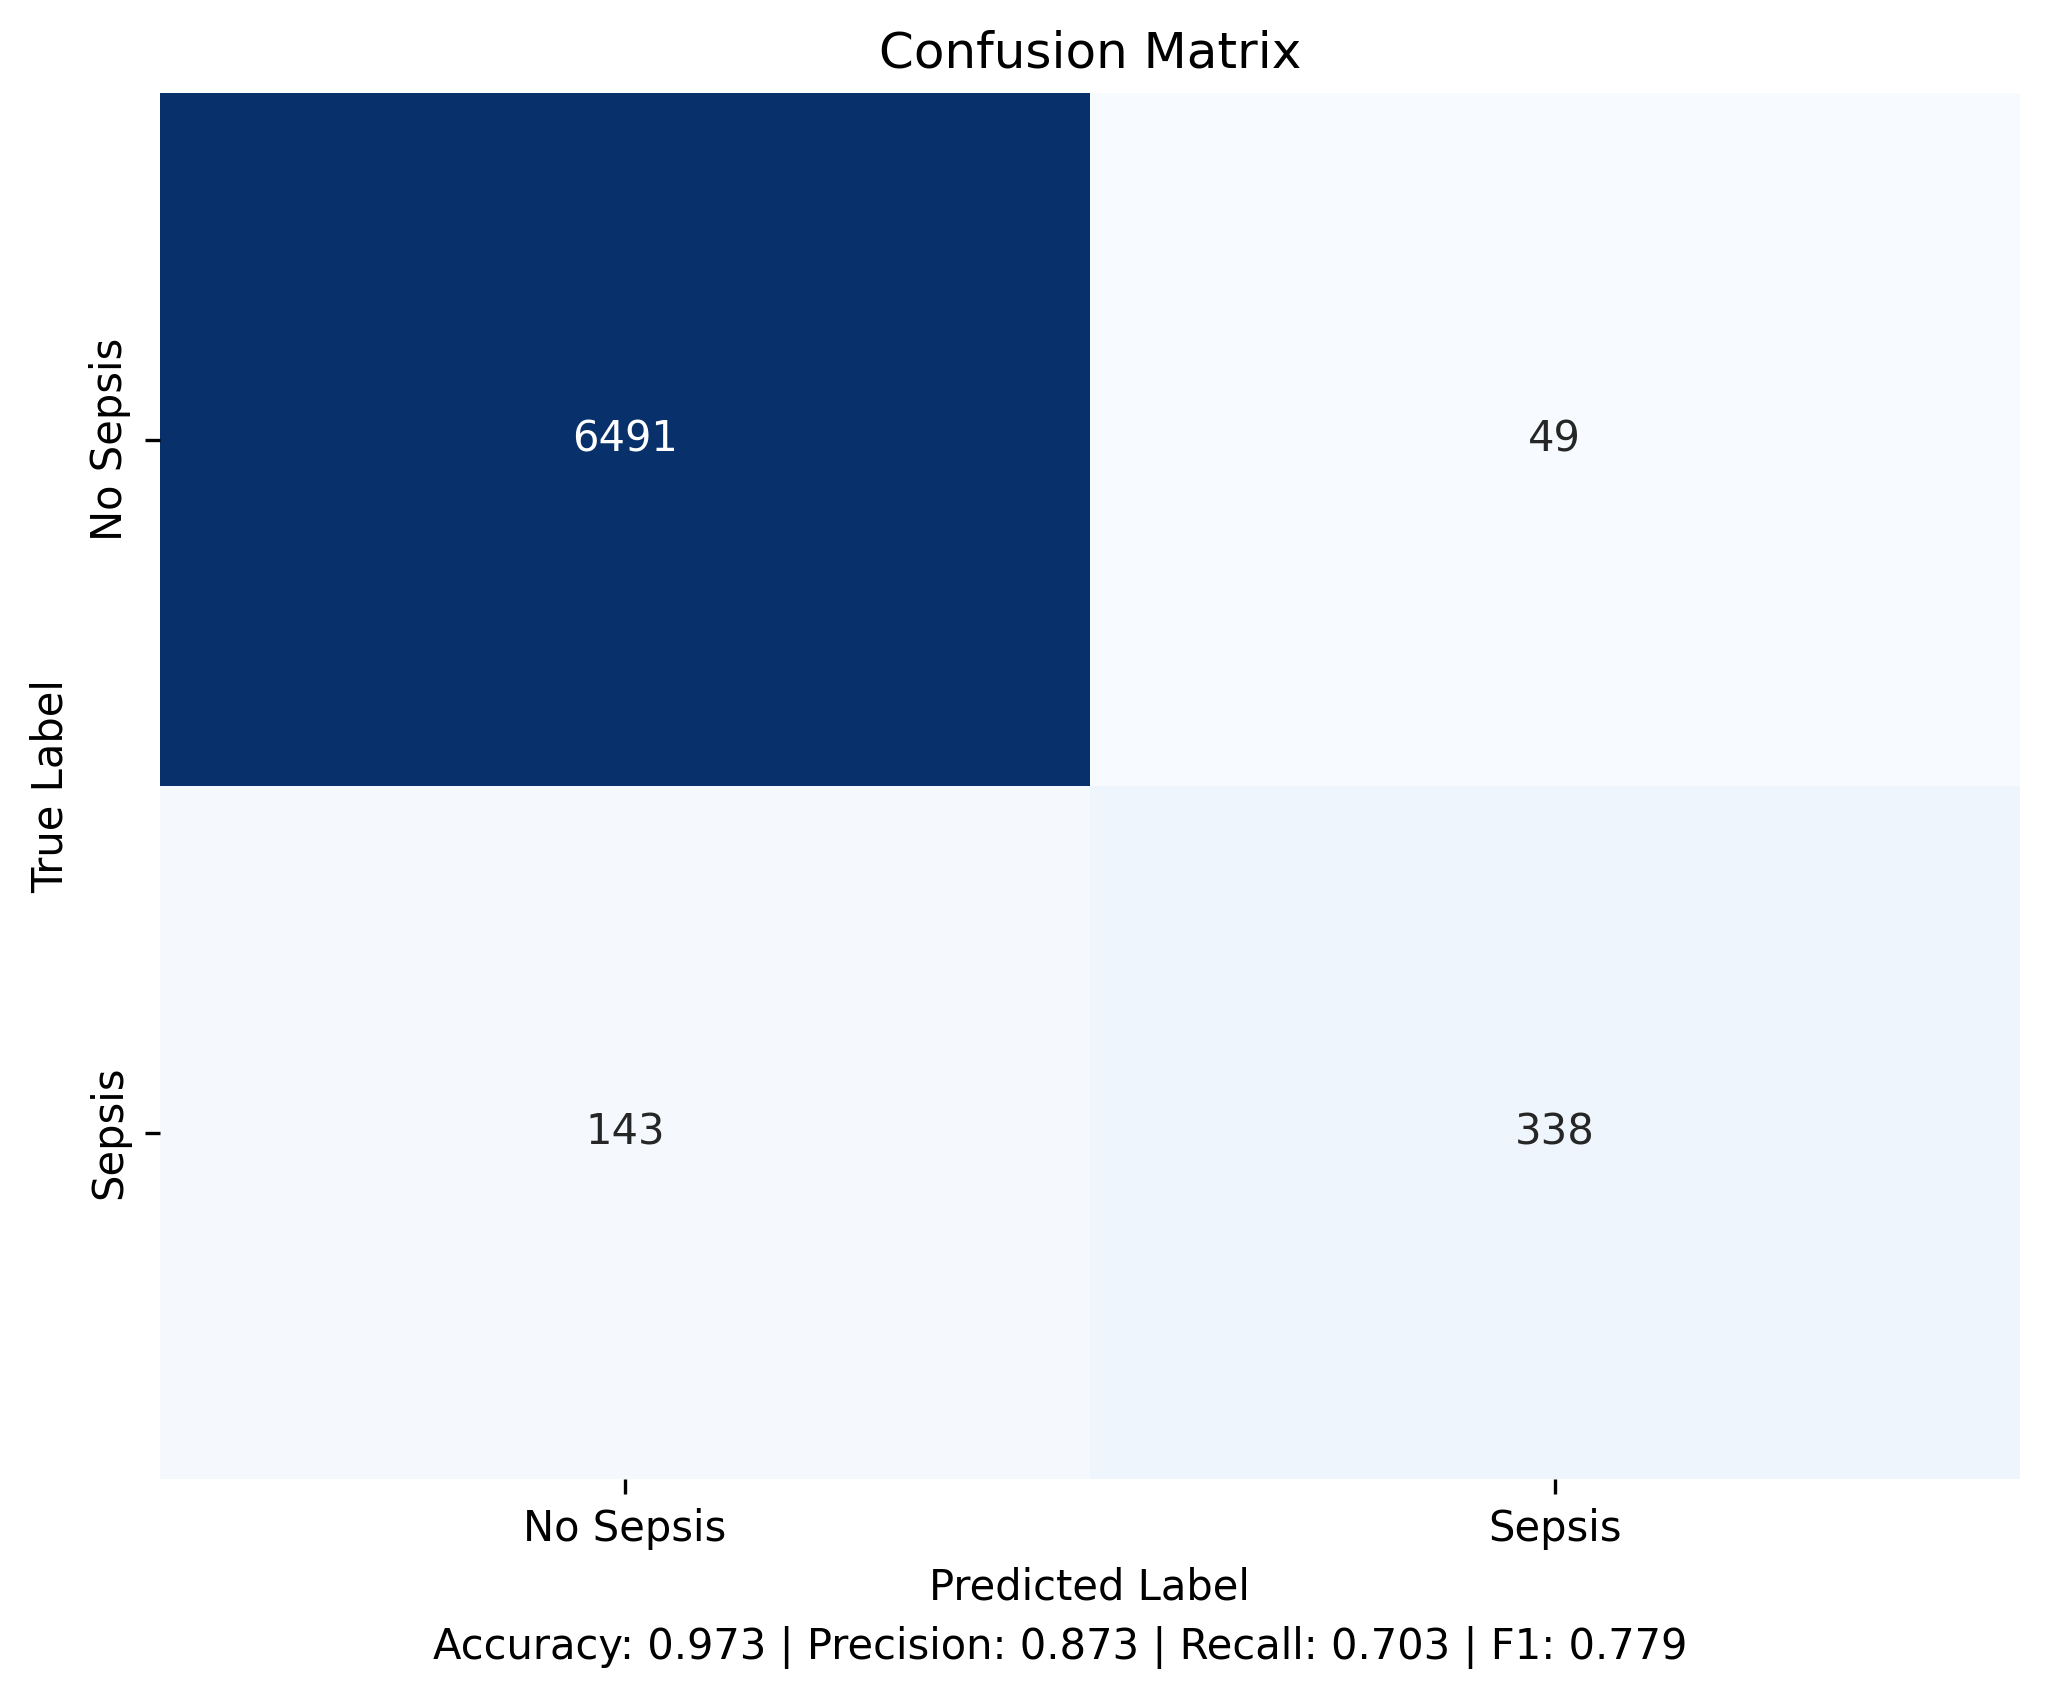 Confusion Matrix
True Label
No Sepsis
6491
49
Sepsis
143
338
No Sepsis
Sepsis
Predicted Label
Accuracy: 0.973 | Precision: 0.873 | Recall: 0.703 | F1: 0.779